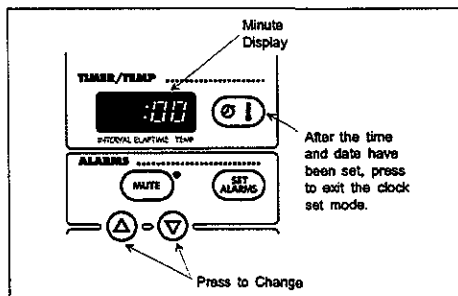 Minute
Display
TIMER/TEMP
:00
INTERVAL ELAPTIME TEMP
After the time
and date have
been set, press
to exit the clock
set mode.
ALARMS
MUTE
SET
ALARMS
Press to Change